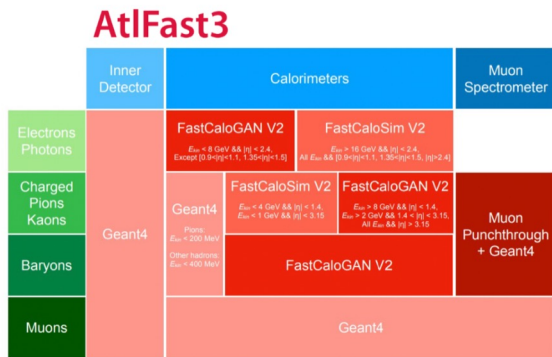 AtlFast3
Inner
Detector
Calorimeters
Muon
Spectrometer
Electrons
Photons
Geant4
FastCaloGAN V2
Ekin < 8 GeV && |η| < 2.4,
Except [0.9<|η|<1.1, 1.35<|η|<1.5]
FastCaloSim V2
Ekin > 16 GeV && |η| < 2.4,
All Ekin && [0.9<|η|<1.1, 1.35<|η|<1.5, |η|>2.4]
Charged
Pions
Kaons
Geant4
Pions:
Ekin < 200 MeV
Other hadrons:
Ekin < 400 MeV
FastCaloSim V2
Ekin < 4 GeV && |η| < 1.4,
Ekin < 1 GeV && |η| < 3.15
FastCaloGAN V2
Ekin > 8 GeV && |η| < 1.4,
Ekin > 2 GeV && 1.4 < |η| < 3.15,
All Ekin && |η| > 3.15
Muon
Punchthrough
+ Geant4
Baryons
FastCaloGAN V2
Muons
Geant4